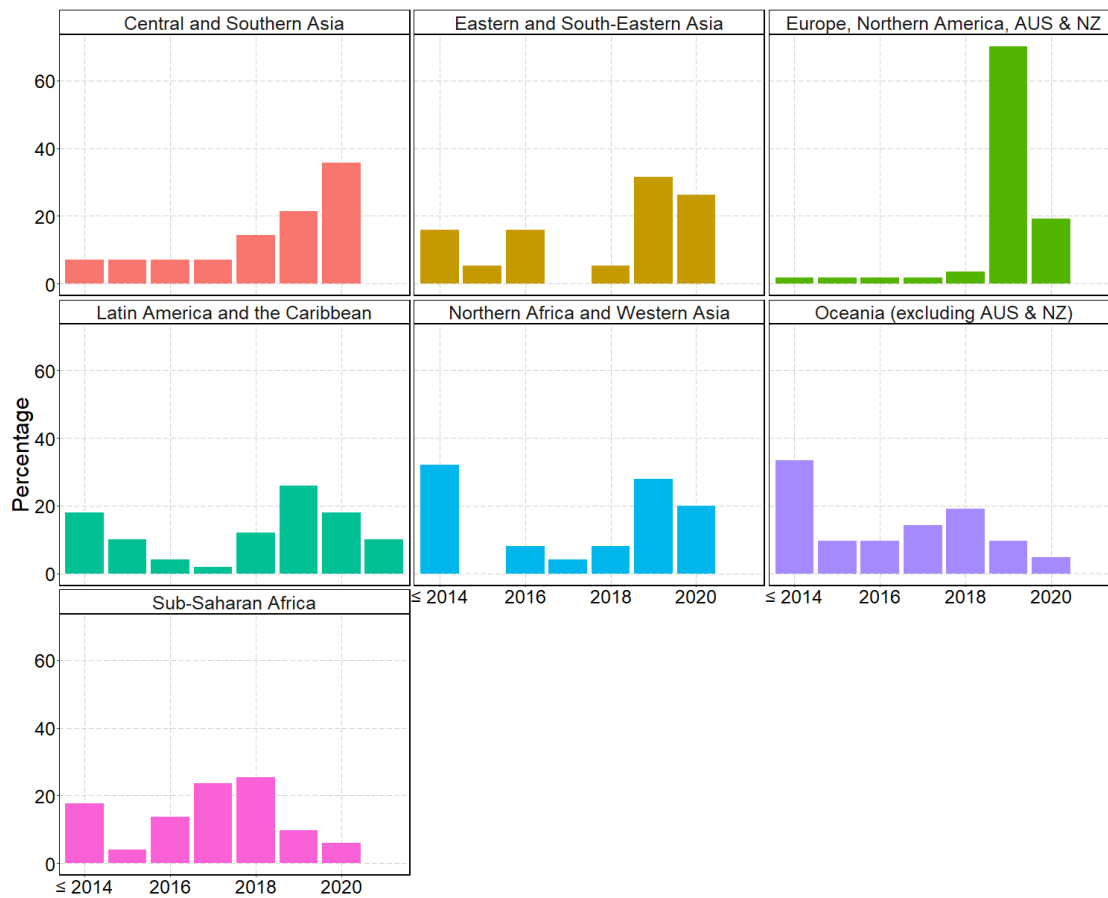 Central and Southern Asia
Eastern and South-Eastern Asia
Europe, Northern America, AUS & NZ
60
40
20
0
Latin America and the Caribbean
Northern Africa and Western Asia
Oceania (excluding AUS & NZ)
Percentage
60
40
20
0
Sub-Saharan Africa
≤ 2014 2016 2018 2020
≤ 2014 2016 2018 2020
60
40
20
0
≤ 2014 2016 2018 2020